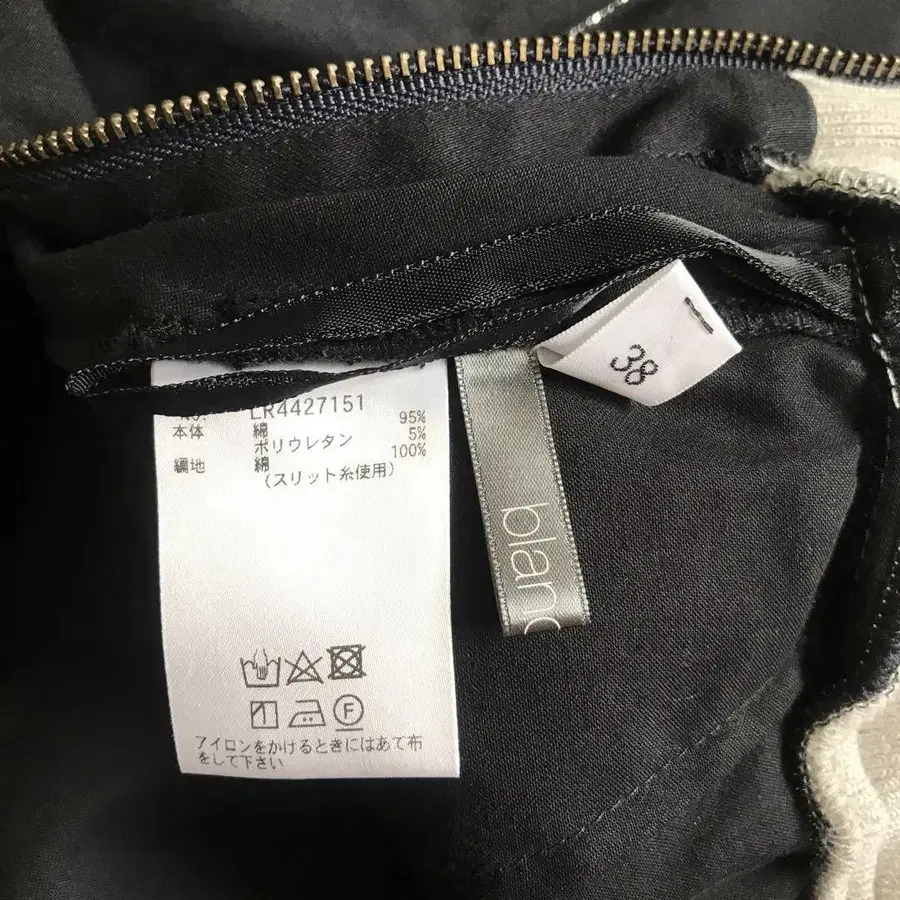 LR4427151
本体 綿 95%
ポリウレタン 5%
編地 綿 100%
(スリット糸使用)
F
アイロンをかけるときにはあて布
をして下さい
38
blanc